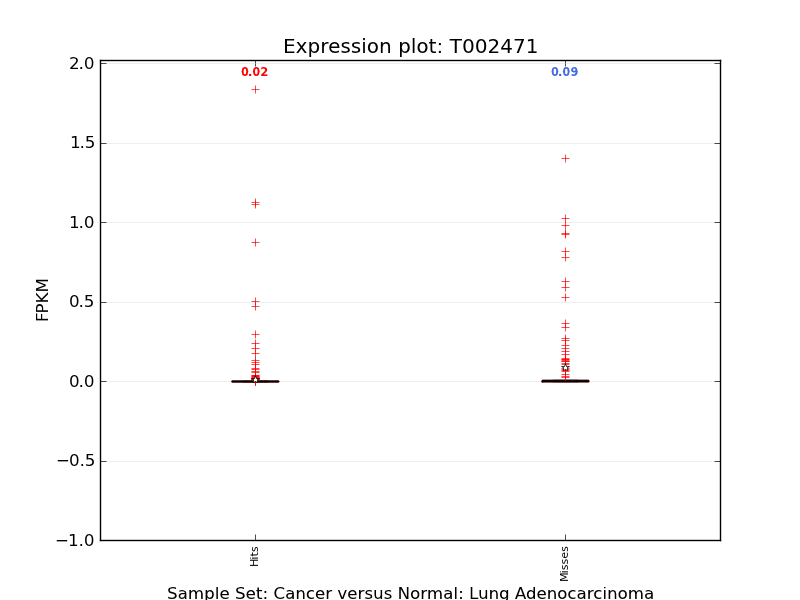 Expression plot: T002471
2.0
0.02
0.09
1.5
1.0
0.5
0.0
−0.5
−1.0
FPKM
Hits
Misses
Sample Set: Cancer versus Normal: Lung Adenocarcinoma